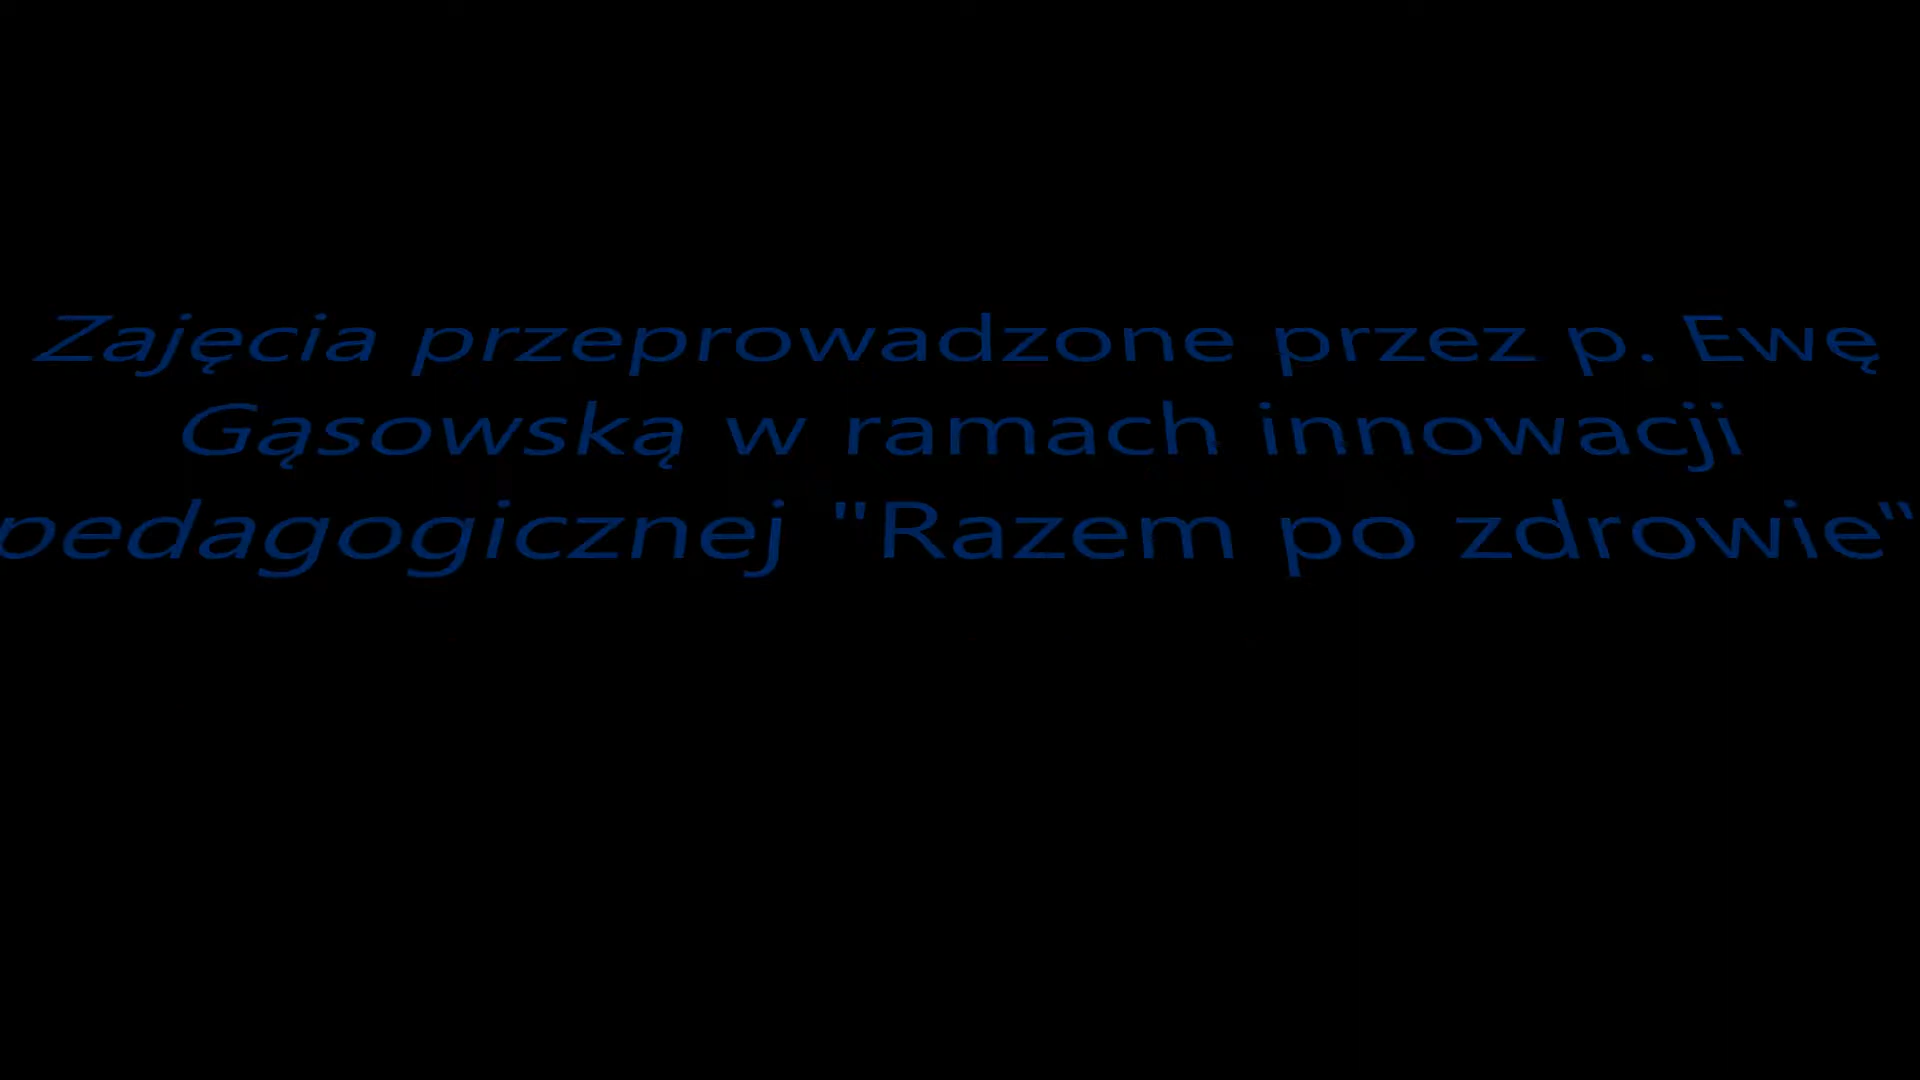 Zajęcia przeprowadzone przez p. Ewę
Gąsowską w ramach innowacji
pedagogicznej "Razem po zdrowie"